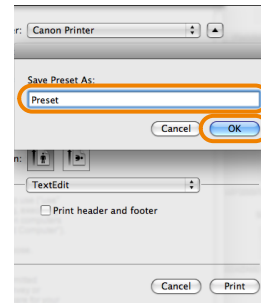 r: Canon Printer
Save Preset As:
Preset
Cancel OK
n:
TextEdit
Print header and footer
Cancel Print